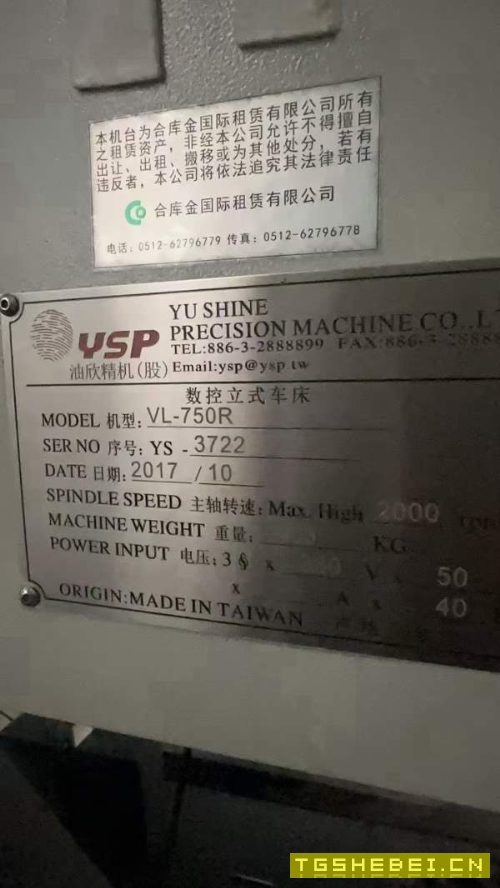 本机台为合库金国际租赁有限公司所有
之租赁资产，非经本公司允许不得擅自
出让、出租、搬移或为其他处分，若有
违反者，本公司将依法追究其法律责任
合库金国际租赁有限公司
电话：0512-62796779 传真：0512-62796778
YSP
油欣精机(股)
YU SHINE
PRECISION MACHINE CO.,LT
TEL:886-3-2888899 FAX:886-3-28888
Email:ysp@ysp.tw
数控立式车床
MODEL 机型: VL-750R
SER NO 序号: YS - 3722
DATE 日期: 2017 / 10
SPINDLE SPEED 主轴转速: Max. High 2000 rpm
MACHINE WEIGHT 重量: KG
POWER INPUT 电压: 3 § x V x 50
x A x 40
ORIGIN:MADE IN TAIWAN
TGSHEBEI.CN